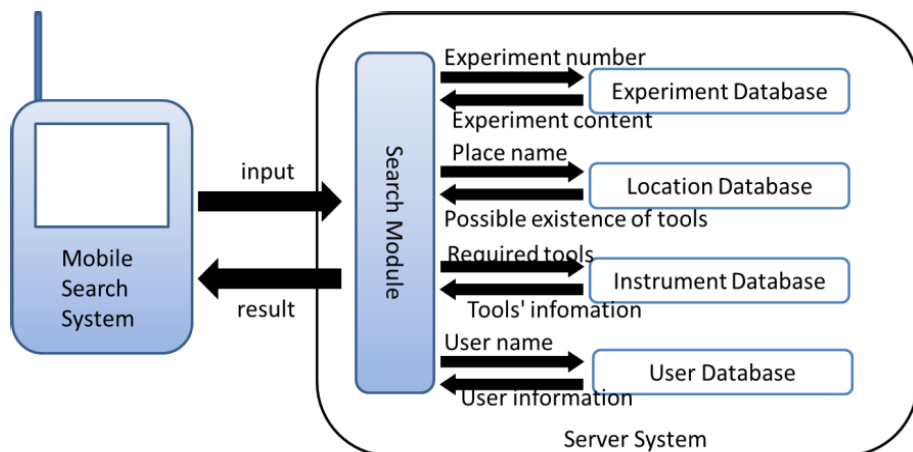 Mobile
Search
System
input
result
Search Module
Experiment number
Experiment Database
Experiment content
Place name
Location Database
Possible existence of tools
Required tools
Instrument Database
Tools' infomation
User name
User Database
User information
Server System